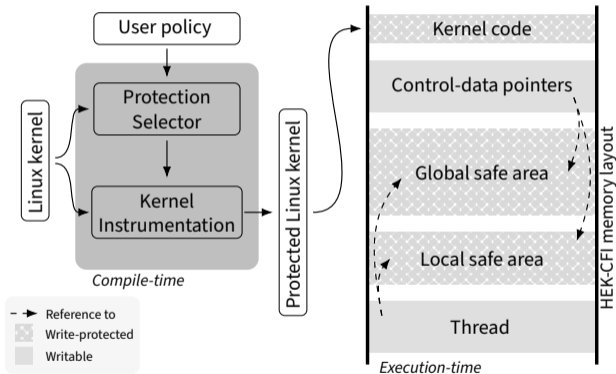 User policy
Protection
Selector
Kernel
Instrumentation
Linux kernel
Protected Linux kernel
Compile-time
Reference to
Write-protected
Writable
Kernel code
Control-data pointers
Global safe area
Local safe area
Thread
Execution-time
HEK-CFI memory layout